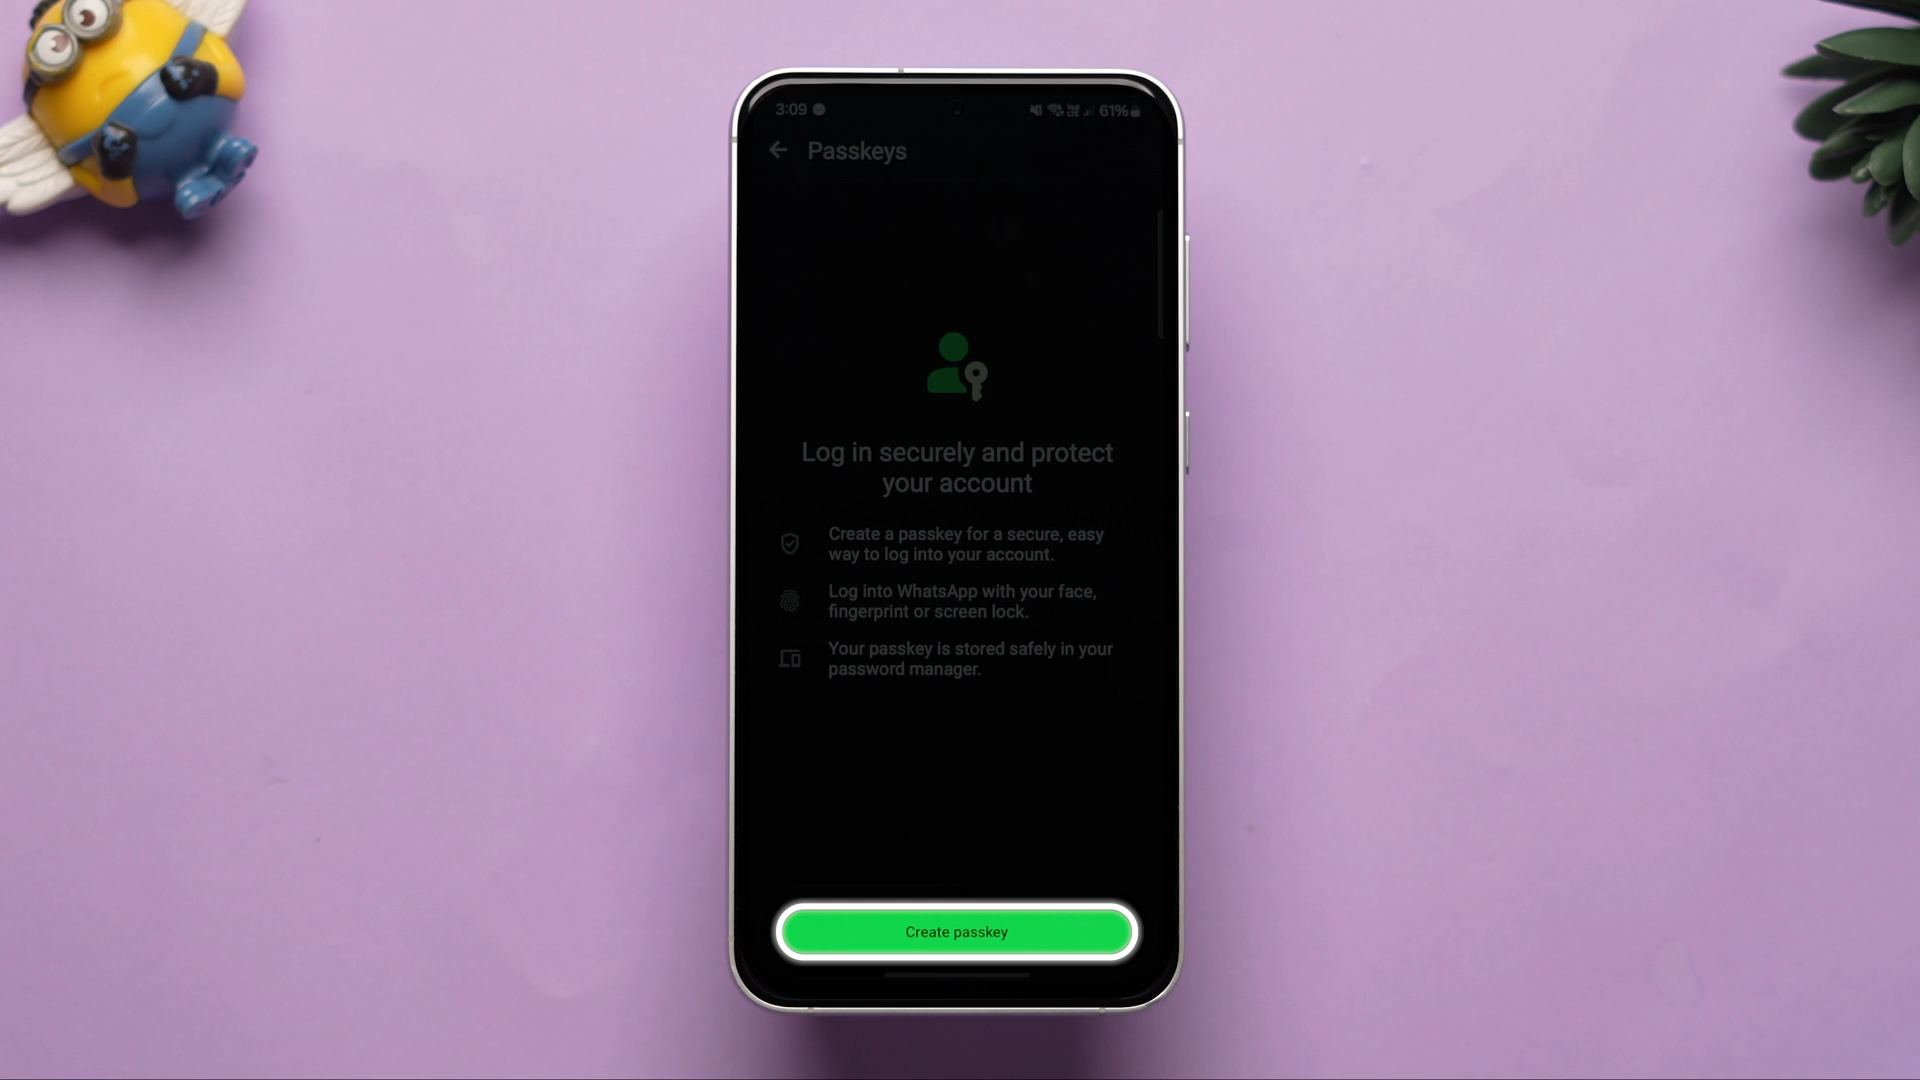 3:09
61%
Passkeys
Log in securely and protect
your account
Create a passkey for a secure, easy
way to log into your account.
Log into WhatsApp with your face,
fingerprint or screen lock.
Your passkey is stored safely in your
password manager.
Create passkey